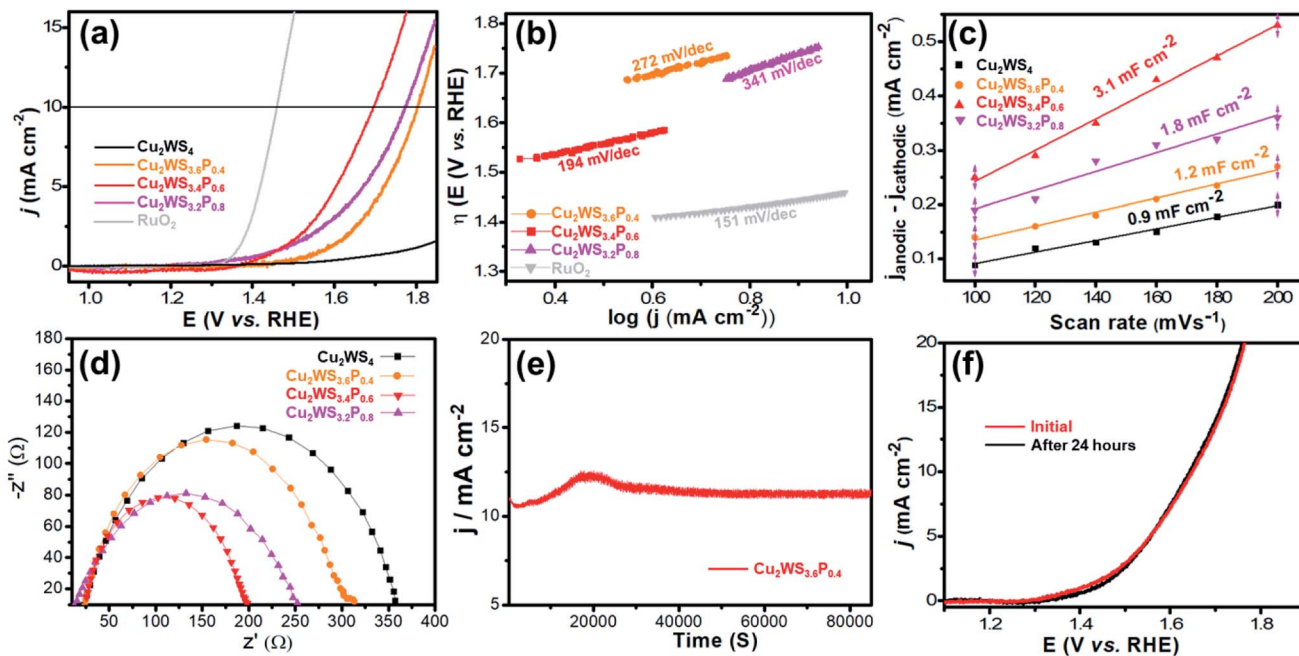 (a)
j (mA cm⁻²)
15
10
5
0
Cu₂WS₄
Cu₂WS₃.₆P₀.₄
Cu₂WS₃.₄P₀.₆
Cu₂WS₃.₂P₀.₈
RuO₂
1.0 1.2 1.4 1.6 1.8
E (V vs. RHE)
(b)
η (E (V vs. RHE)
1.8
1.7
1.6
1.5
1.4
1.3
272 mV/dec
341 mV/dec
194 mV/dec
151 mV/dec
Cu₂WS₃.₆P₀.₄
Cu₂WS₃.₄P₀.₆
Cu₂WS₃.₂P₀.₈
RuO₂
0.4 0.6 0.8 1.0
log (j (mA cm⁻²))
(c)
janodic - jcathodic (mA cm⁻²)
0.5
0.4
0.3
0.2
0.1
Cu₂WS₄
Cu₂WS₃.₆P₀.₄
Cu₂WS₃.₄P₀.₆
Cu₂WS₃.₂P₀.₈
3.1 mF cm⁻²
1.8 mF cm⁻²
1.2 mF cm⁻²
0.9 mF cm⁻²
100 120 140 160 180 200
Scan rate (mVs⁻¹)
(d)
-z" (Ω)
180
160
140
120
100
80
60
40
20
Cu₂WS₄
Cu₂WS₃.₆P₀.₄
Cu₂WS₃.₄P₀.₆
Cu₂WS₃.₂P₀.₈
50 100 150 200 250 300 350 400
z' (Ω)
(e)
j / mA cm⁻²
20
15
10
5
Cu₂WS₃.₆P₀.₄
20000 40000 60000 80000
Time (S)
(f)
j (mA cm⁻²)
20
15
10
5
0
Initial
After 24 hours
1.2 1.4 1.6 1.8
E (V vs. RHE)